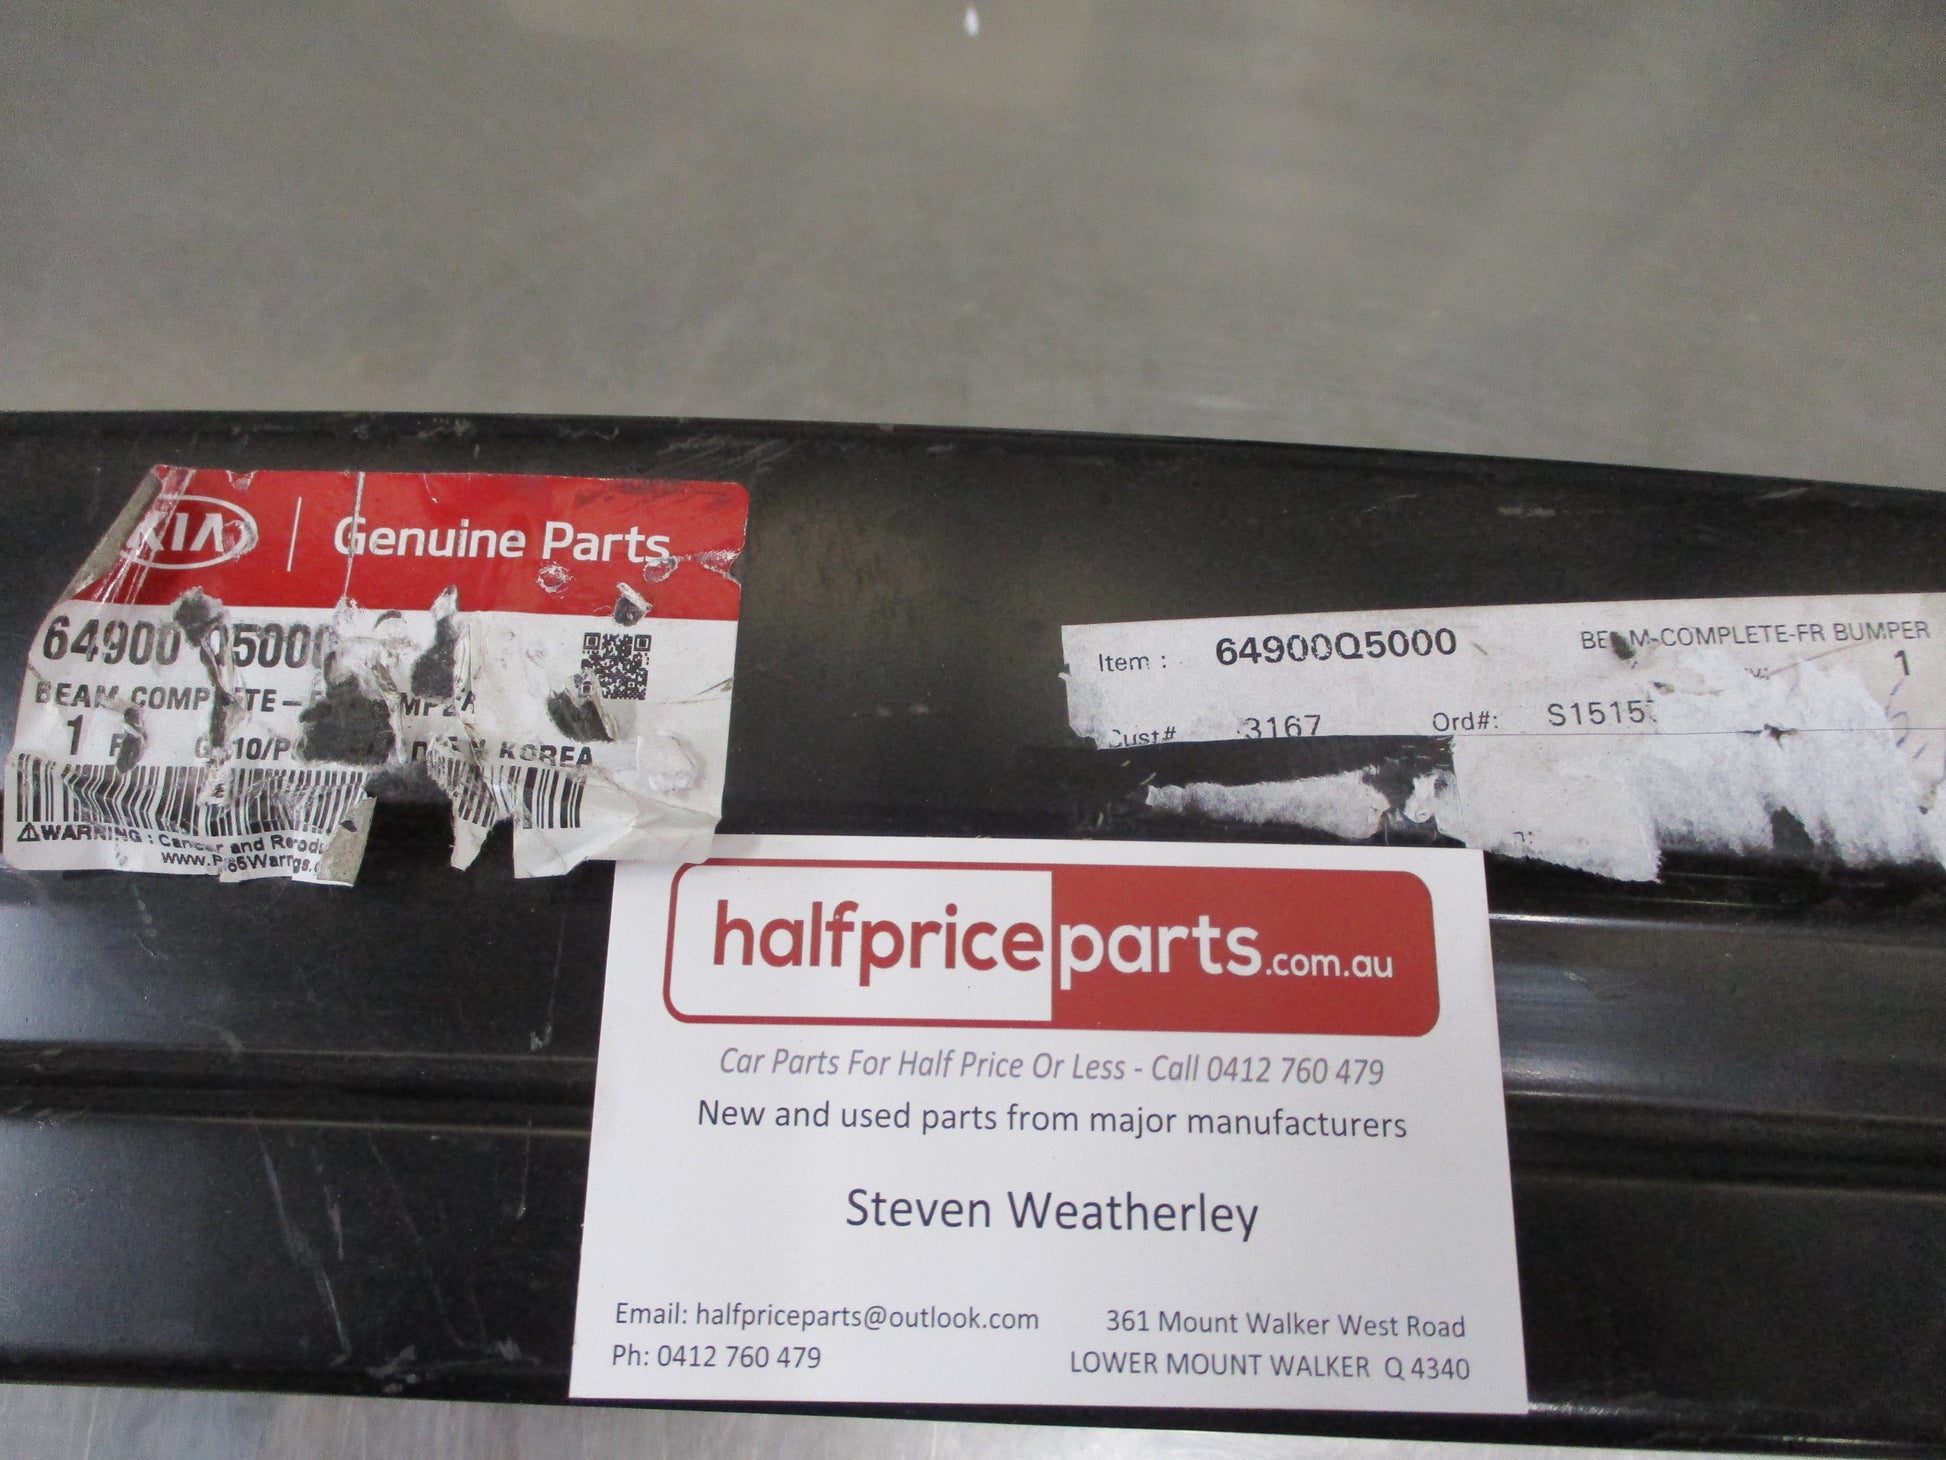 KIA Genuine Parts
64900 Q5000
COMPLETE-
1
KOREA
WARNING : Cancer and
Item : 64900Q5000 BEAM-COMPLETE-FR BUMPER
1
Cust# 3167 Ord#: S1515
halfpriceparts.com.au
Car Parts For Half Price Or Less - Call 0412 760 479
New and used parts from major manufacturers
Steven Weatherley
Email: halfpriceparts@outlook.com
Ph: 0412 760 479
361 Mount Walker West Road
LOWER MOUNT WALKER Q 4340